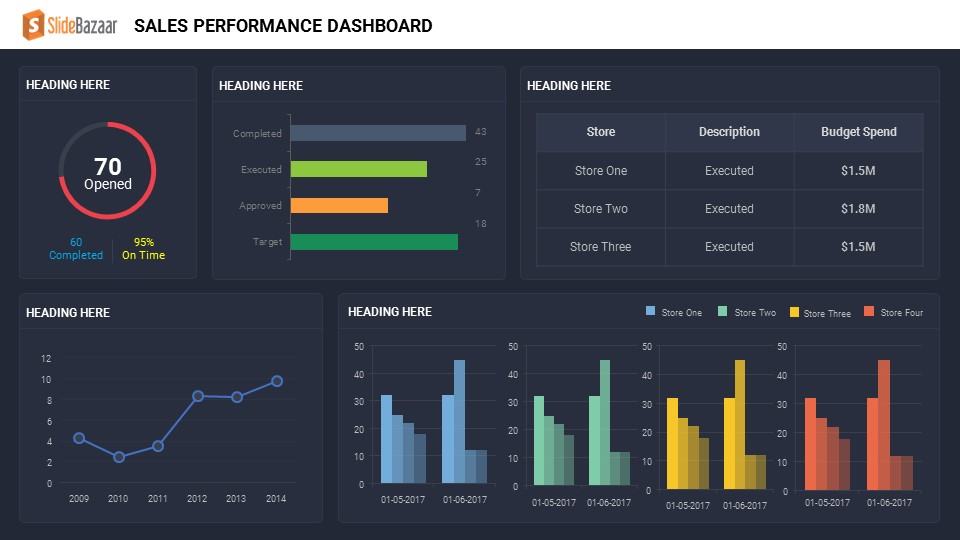 SlideBazaar
SALES PERFORMANCE DASHBOARD
HEADING HERE
70
Opened
60
Completed
95%
On Time
HEADING HERE
Completed 43
Executed 25
Approved 7
Target 18
HEADING HERE
Store Description Budget Spend
Store One Executed $1.5M
Store Two Executed $1.8M
Store Three Executed $1.5M
HEADING HERE
12
10
8
6
4
2
0
2009 2010 2011 2012 2013 2014
HEADING HERE
Store One Store Two Store Three Store Four
50
40
30
20
10
0
01-05-2017 01-06-2017
50
40
30
20
10
0
01-05-2017 01-06-2017
50
40
30
20
10
0
01-05-2017 01-06-2017
50
40
30
20
10
0
01-05-2017 01-06-2017